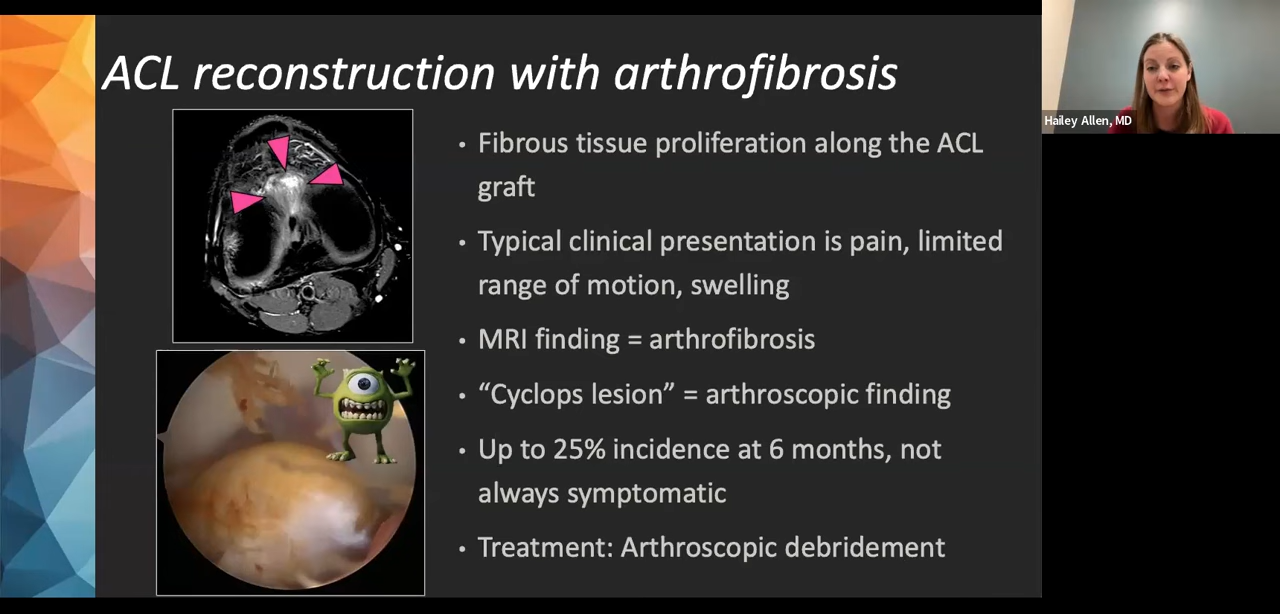 ACL reconstruction with arthrofibrosis
Hailey Allen, MD
• Fibrous tissue proliferation along the ACL
graft
• Typical clinical presentation is pain, limited
range of motion, swelling
• MRI finding = arthrofibrosis
• “Cyclops lesion” = arthroscopic finding
• Up to 25% incidence at 6 months, not
always symptomatic
• Treatment: Arthroscopic debridement